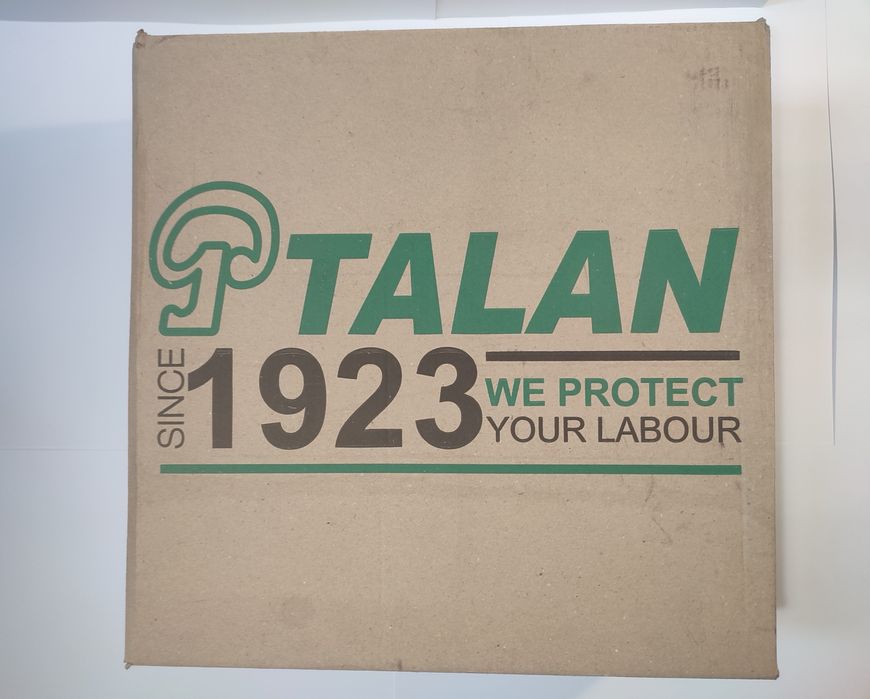 TALAN
SINCE 1923
WE PROTECT
YOUR LABOUR